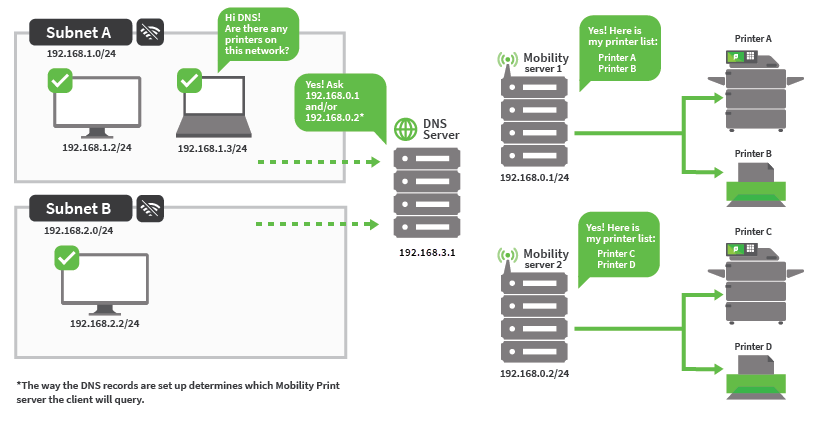 Subnet A
192.168.1.0/24
Hi DNS!
Are there any
printers on
this network?
192.168.1.2/24
192.168.1.3/24
Yes! Ask
192.168.0.1
and/or
192.168.0.2*
DNS
Server
192.168.3.1
Subnet B
192.168.2.0/24
192.168.2.2/24
Mobility
server 1
192.168.0.1/24
Yes! Here is
my printer list:
Printer A
Printer B
Printer A
Printer B
Mobility
server 2
192.168.0.2/24
Yes! Here is
my printer list:
Printer C
Printer D
Printer C
Printer D
*The way the DNS records are set up determines which Mobility Print
server the client will query.